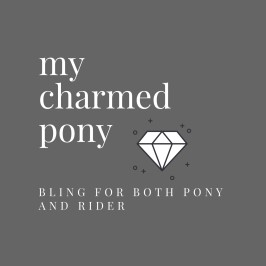 my
charmed
pony
BLING FOR BOTH PONY
AND RIDER